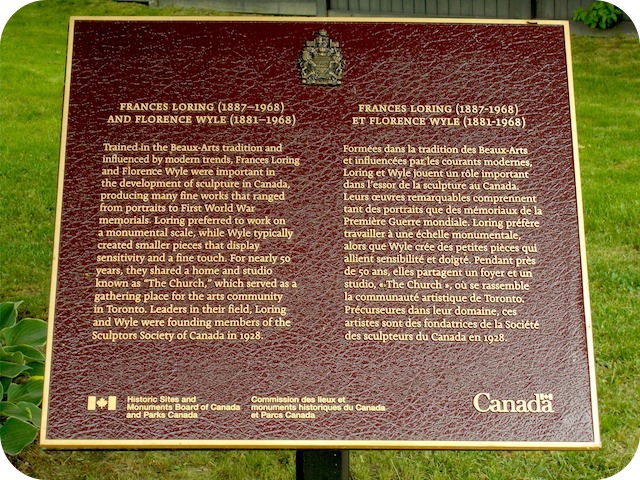 FRANCES LORING (1887–1968)
AND FLORENCE WYLE (1881–1968)
Trained in the Beaux-Arts tradition and
influenced by modern trends, Frances Loring
and Florence Wyle were important in
the development of sculpture in Canada,
producing many fine works that ranged
from portraits to First World War
memorials. Loring preferred to work on
a monumental scale, while Wyle typically
created smaller pieces that display
sensitivity and a fine touch. For nearly 50
years, they shared a home and studio
known as "The Church," which served as a
gathering place for the arts community
in Toronto. Leaders in their field, Loring
and Wyle were founding members of the
Sculptors Society of Canada in 1928.
FRANCES LORING (1887-1968)
ET FLORENCE WYLE (1881-1968)
Formées dans la tradition des Beaux-Arts
et influencées par les courants modernes,
Loring et Wyle jouent un rôle important
dans l'essor de la sculpture au Canada.
Leurs œuvres remarquables comprennent
tant des portraits que des mémoriaux de la
Première Guerre mondiale. Loring préfère
travailler à une échelle monumentale
alors que Wyle crée des petites pièces qui
allient sensibilité et doigté. Pendant près
de 50 ans, elles partagent un foyer et un
studio, « The Church », où se rassemble
la communauté artistique de Toronto.
Précurseures dans leur domaine, ces
artistes sont des fondatrices de la Société
des sculpteurs du Canada en 1928.
Historic Sites and
Monuments Board of Canada
and Parks Canada
Commission des lieux et
monuments historiques du Canada
et Parcs Canada
Canada